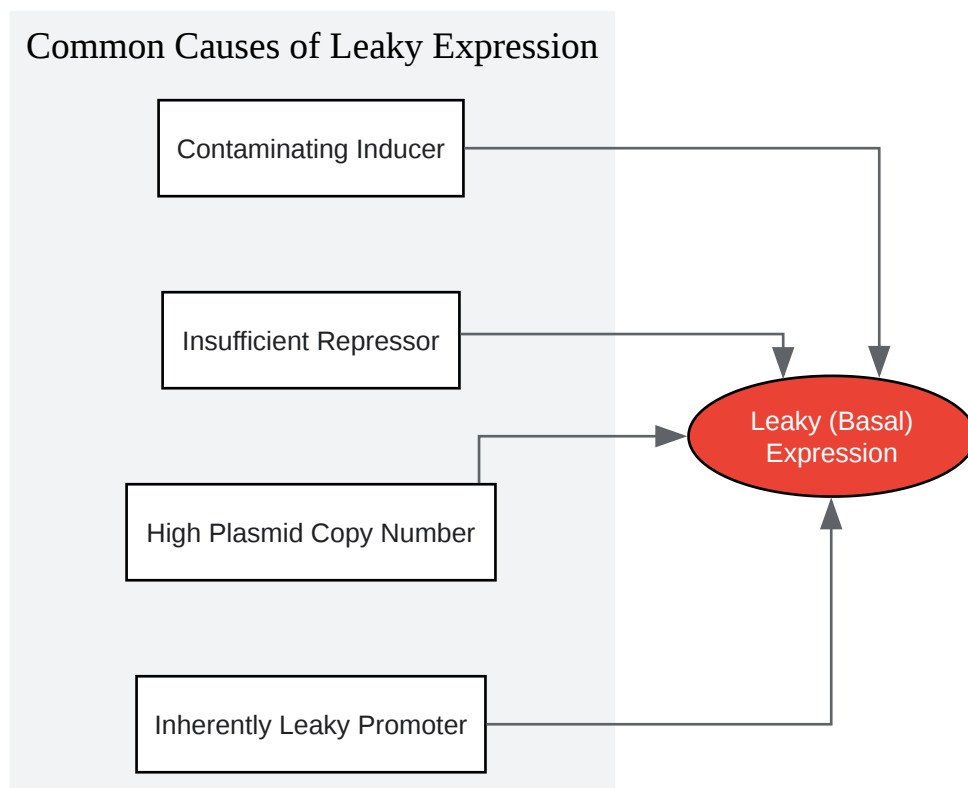 Common Causes of Leaky Expression
Contaminating Inducer
Insufficient Repressor
Leaky (Basal)
Expression
High Plasmid Copy Number
Inherently Leaky Promoter